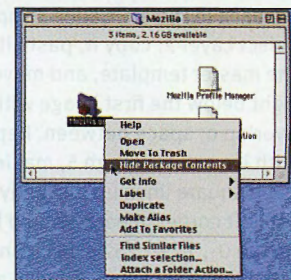 Mozilla
3 items, 2.16 GB available
Mozilla Profile Manager
Help
Open
Move To Trash
Hide Package Contents
Get Info
Label
Duplicate
Make Alias
Add To Favorites
Find Similar Files
Index selection...
Attach a Folder Action...